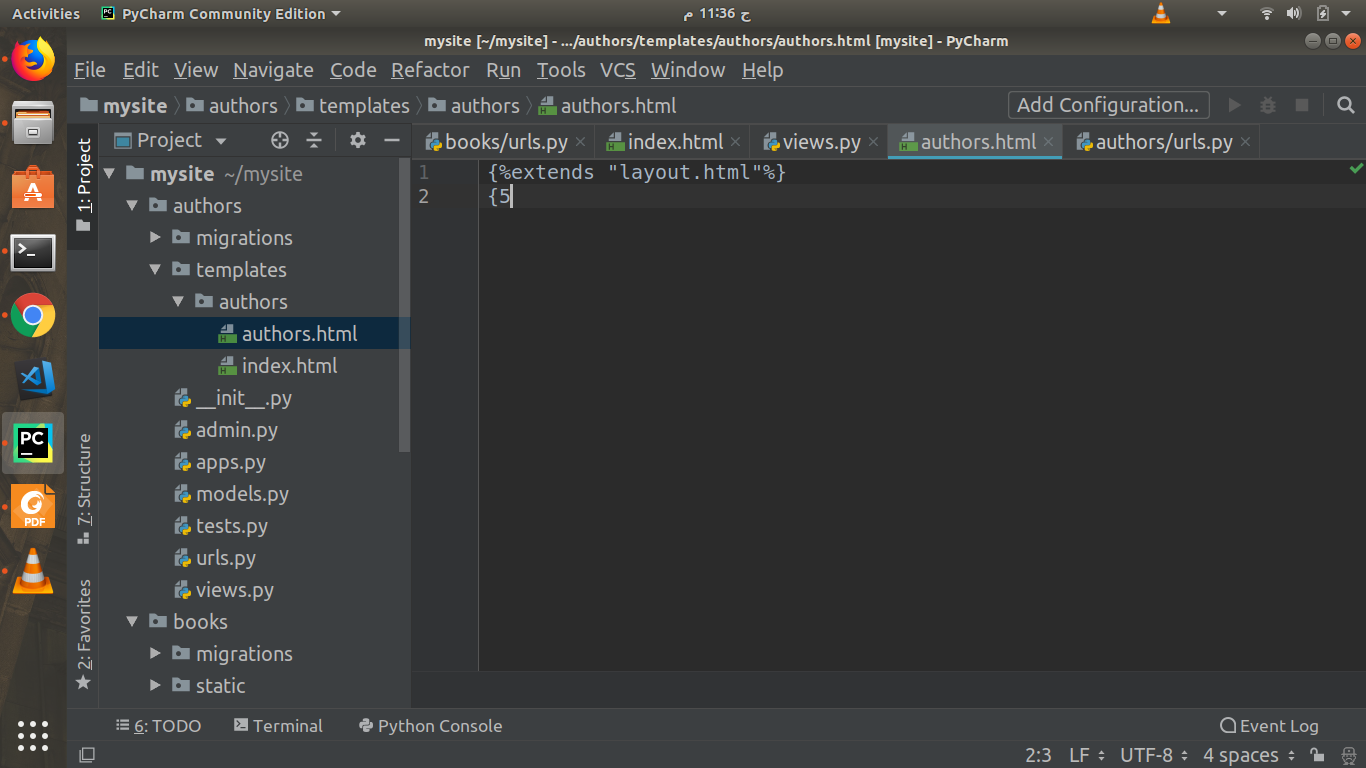 Activities
PyCharm Community Edition
ج 11:36 م
mysite [~/mysite] - .../authors/templates/authors/authors.html [mysite] - PyCharm
File Edit View Navigate Code Refactor Run Tools VCS Window Help
mysite authors templates authors authors.html
Add Configuration...
Project
books/urls.py index.html views.py authors.html authors/urls.py
1: Project
7: Structure
2: Favorites
mysite ~/mysite
authors
migrations
templates
authors
authors.html
index.html
__init__.py
admin.py
apps.py
models.py
tests.py
urls.py
views.py
books
migrations
static
1 {%extends "layout.html"%}
2 {5
PC
PDF
6: TODO Terminal Python Console Event Log
2:3 LF UTF-8 4 spaces